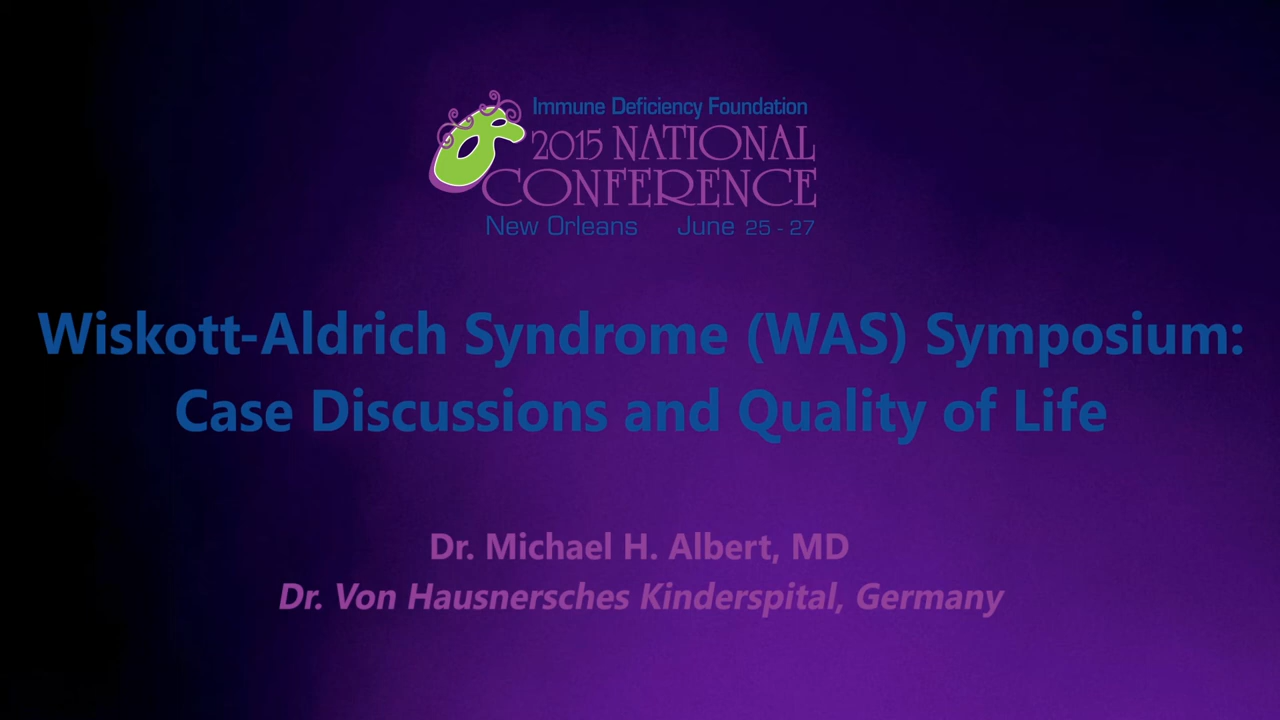 Immune Deficiency Foundation
2015 NATIONAL
CONFERENCE
New Orleans June 25 - 27
Wiskott-Aldrich Syndrome (WAS) Symposium:
Case Discussions and Quality of Life
Dr. Michael H. Albert, MD
Dr. Von Hausnersches Kinderspital, Germany